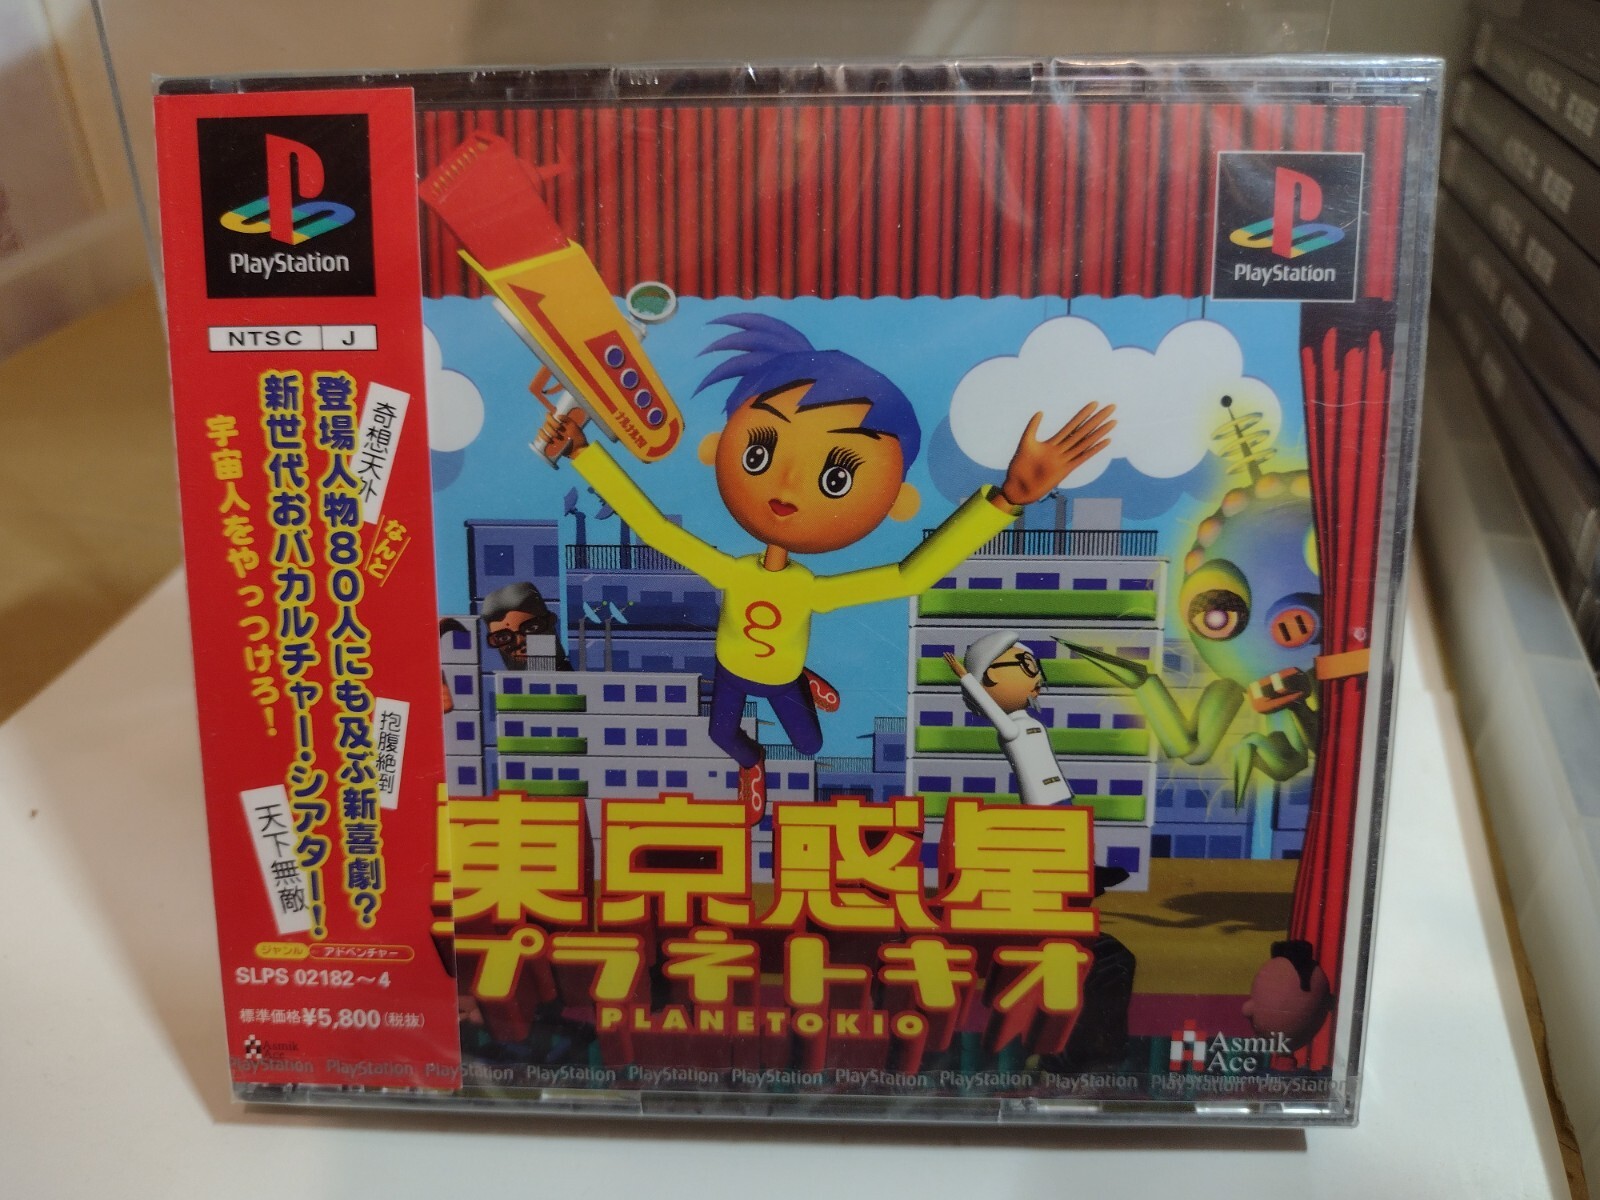 PlayStation
NTSC J
奇想天外
なんと
登場人物80人にも及ぶ新喜劇?
抱腹絶到
新世代おバカルチャー・シアター!
天下無敵
宇宙人をやっつけろ!
ジャンル アドベンチャー
SLPS 02182~4
標準価格¥5,800(税抜)
Asmik
Ace
PlayStation
東京惑星
プラネトキオ
PLANETOKIO
Asmik
Ace
Entertainment, Inc.
PlayStation PlayStation PlayStation PlayStation PlayStation PlayStation PlayStation PlayStation PlayStation PlayStation PlayStation